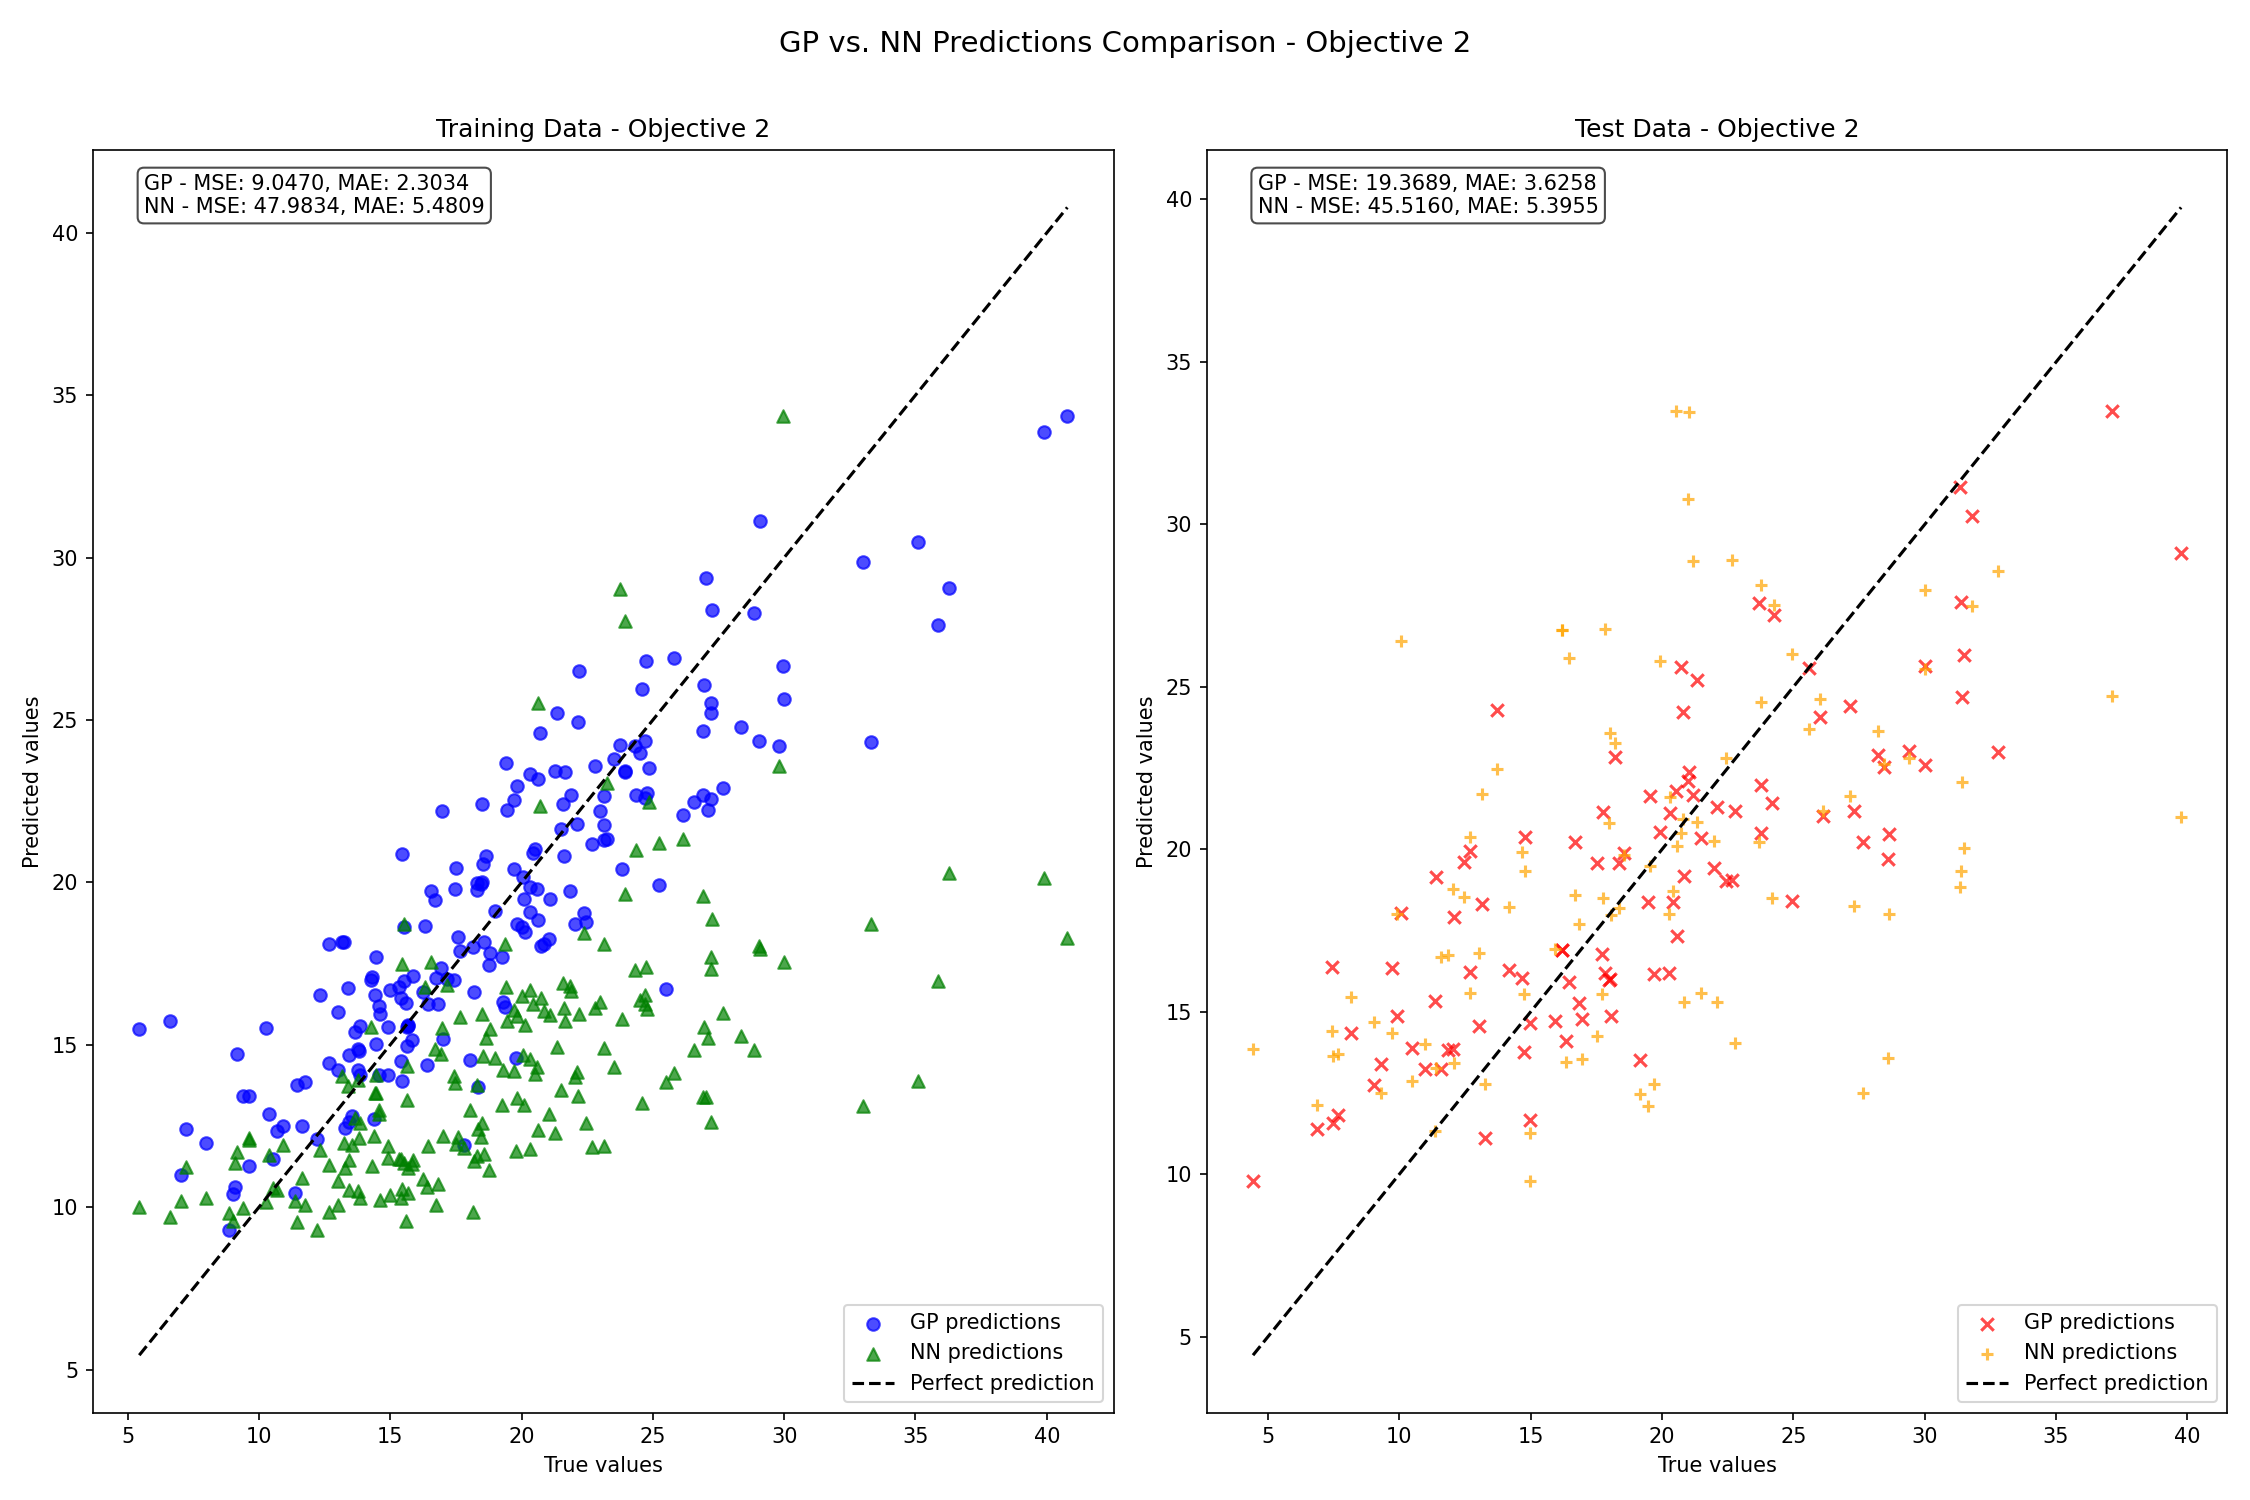 GP vs. NN Predictions Comparison - Objective 2
Training Data - Objective 2
GP - MSE: 9.0470, MAE: 2.3034
NN - MSE: 47.9834, MAE: 5.4809
Predicted values
40
35
30
25
20
15
10
5
GP predictions
NN predictions
Perfect prediction
5 10 15 20 25 30 35 40
True values
Test Data - Objective 2
GP - MSE: 19.3689, MAE: 3.6258
NN - MSE: 45.5160, MAE: 5.3955
Predicted values
40
35
30
25
20
15
10
5
GP predictions
NN predictions
Perfect prediction
5 10 15 20 25 30 35 40
True values